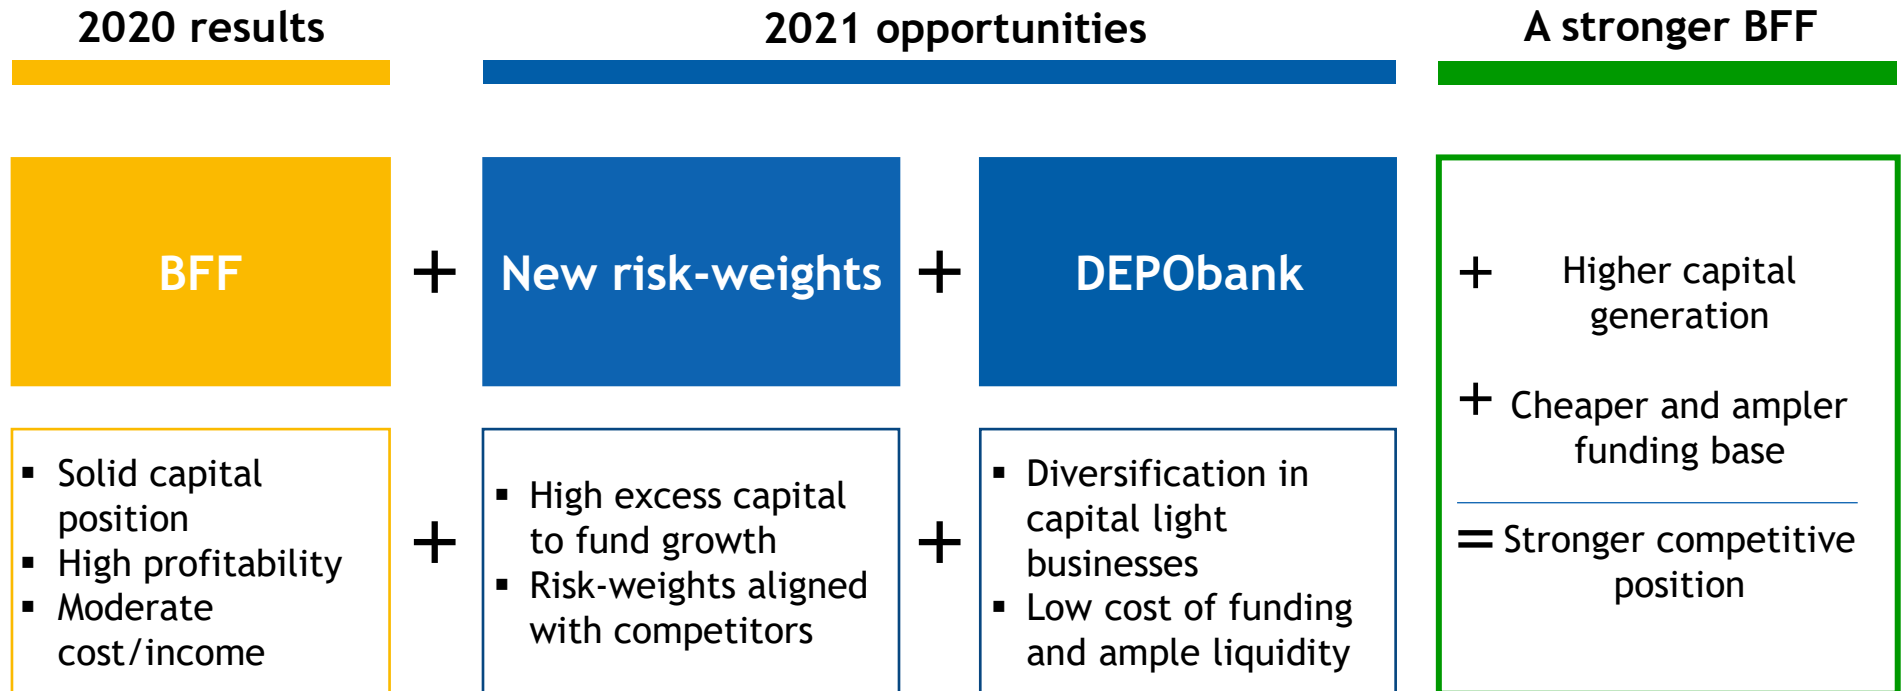 2020 results
2021 opportunities
A stronger BFF
BFF
+
New risk-weights
+
DEPObank
▪ Solid capital
position
▪ High profitability
▪ Moderate
cost/income
+
▪ High excess capital
to fund growth
▪ Risk-weights aligned
with competitors
+
▪ Diversification in
capital light
businesses
▪ Low cost of funding
and ample liquidity
+ Higher capital
generation
+ Cheaper and ampler
funding base
= Stronger competitive
position